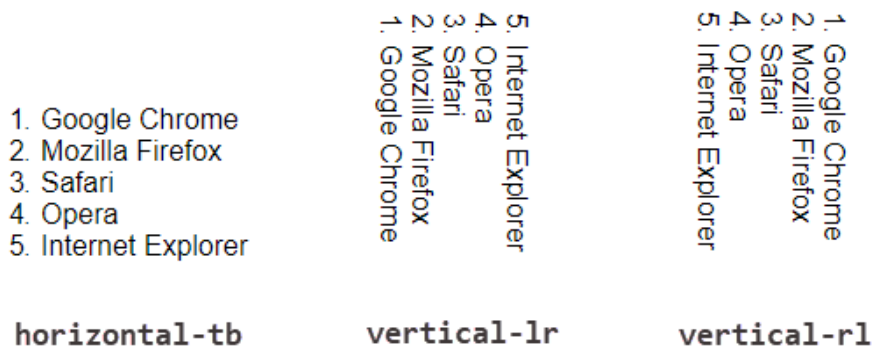 1. Google Chrome
2. Mozilla Firefox
3. Safari
4. Opera
5. Internet Explorer
horizontal-tb
1. Google Chrome
2. Mozilla Firefox
3. Safari
4. Opera
5. Internet Explorer
vertical-lr
1. Google Chrome
2. Mozilla Firefox
3. Safari
4. Opera
5. Internet Explorer
vertical-rl